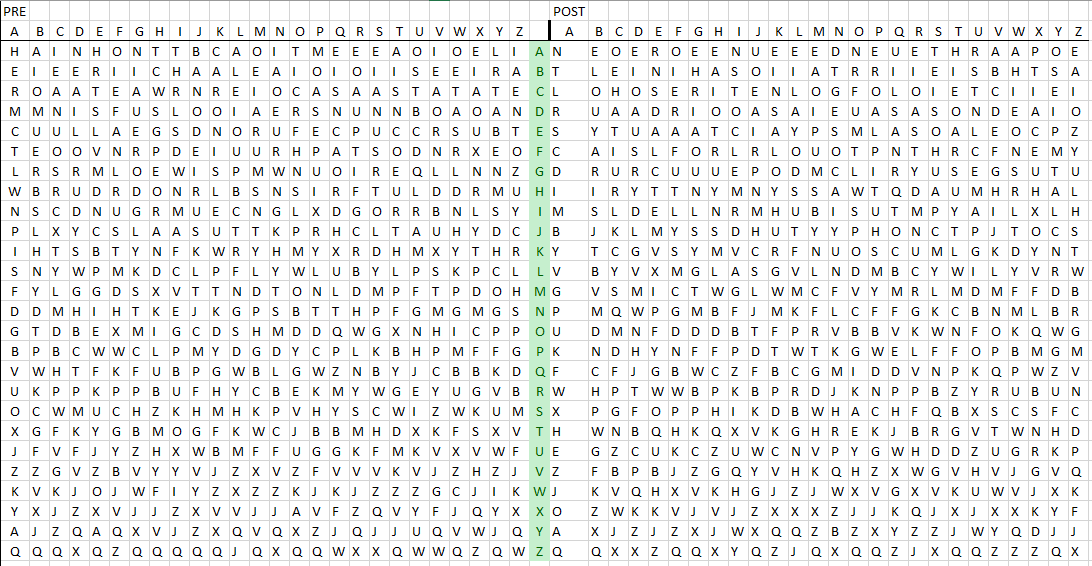 PRE POST
A B C D E F G H I J K L M N O P Q R S T U V W X Y Z A B C D E F G H I J K L M N O P Q R S T U V W X Y Z
H A I N H O N T T B C A O I T M E E E A O I O E L I A N E O E R O E E N U E E E D N E U E T H R A A P O E
E I E E R I I C H A A L E A I O I O I I S E E I R A B T L E I N I H A S O I I A T R R I I E I S B H T S A
R O A A T E A W R N R E I O C A S A A S T A T A T E C L O H O S E R I T E N L O G F O L O I E T C I I E I
M M N I S F U S L O O I A E R S N U N N B O A O A N D R U A A D R I O O A S A I E U A S A S O N D E A I O
C U U L L A E G S D N O R U F E C P U C C R S U B T E S Y T U A A A T C I A Y P S M L A S O A L E O C P Z
T E O O V N R P D E I U U R H P A T S O D N R X E O F C A I S L F O R L R L O U O T P N T H R C F N E M Y
L R S R M L O E W I S P M W N U O I R E Q L L N N Z G D R U R C U U U E P O D M C L I R Y U S E G S U T U
W B R U D R D O N R L B S N S I R F T U L D D R M U H I I R Y T T N Y M N Y S S A W T Q D A U M H R H A L
N S C D N U G R M U E C N G L X D G O R R B N L S Y I M S L D E L L N R M H U B I S U T M P Y A I L X L H
P L X Y C S L A A S U T T K P R H C L T A U H Y D C J B J K L M Y S S D H U T Y Y P H O N C T P J T O C S
I H T S B T Y N F K W R Y H M Y X R D H M X Y T H R K Y T C G V S Y M V C R F N U O S C U M L G K D Y N T
S N Y W P M K D C L P F L Y W L U B Y L P S K P C L L V B Y V X M G L A S G V L N D M B C Y W I L Y V R W
F Y L G G D S X V T T N D T O N L D M P F T P D O H M G V S M I C T W G L W M C F V Y M R L M D M F F D B
D D M H I H T K E J K G P S B T T H P F G M G M G S N P M Q W P G M B F J M K F L C F F G K C B N M L B R
G T D B E X M I G C D S H M D D Q W G X N H I C P P O U D M N F D D D B T F P R V B B V K W N F O K Q W G
B P B C W W C L P M Y D G D Y C P L K B H P M F F G P K N D H Y N F F P D T W T K G W E L F F O P B M G M
V W H T F K F U B P G W B L G W Z N B Y J C B B K D Q F C F J G B W C Z F B C G M I D D V N P K Q P W Z V
U K P P K P P B U F H Y C B E K M Y W G E Y U G V B R W H P T W W B P K B P R D J K N P P B Z Y R U B U N
O C W M U C H Z K H M H K P V H Y S C W I Z W K U M S X P G F O P P H I K D B W H A C H F Q B X S C S F C
X G F K Y G B M O G F K W C J B B M H D X K F S X V T H W N B Q H K Q X V K G H R E K J B R G V T W N H D
J F V F J Y Z H X W B M F F U G G K F M K V X V W F U E G Z C U K C Z U W C N V P Y G W H D D Z U G R K P
Z Z G V Z B V Y Y V J Z X V Z F V V V K V J Z H Z J V Z F B P B J Z G Q Y V H K Q H Z X W G V H V J G V Q
K V K J O J W F I Y Z X Z Z K J K J Z Z Z G C J I K W J K V Q H X V K H G J Z J W X V G X V K U W V J X K
Y X J Z X V J J Z X V V J J A V F Z Q V Y F J Q Y X X O Z W K K V J V J Z X X X Z J J K Q J X J X X K Y F
A J Z Q A Q X V J Z X Q V Q X Z J Q J J U Q V W J Q Y A X J Z J Z X J W X Q Q Z B Z X Y Z Z J W Y Q D J J
Q Q Q X Q Z Q Q Q Q J Q X Q Q W X X Q W W Q Z Q W Z Q Q X X Z Q Q X Y Q Z J Q X Q Q Z J X Q Q Z Z Z Q X